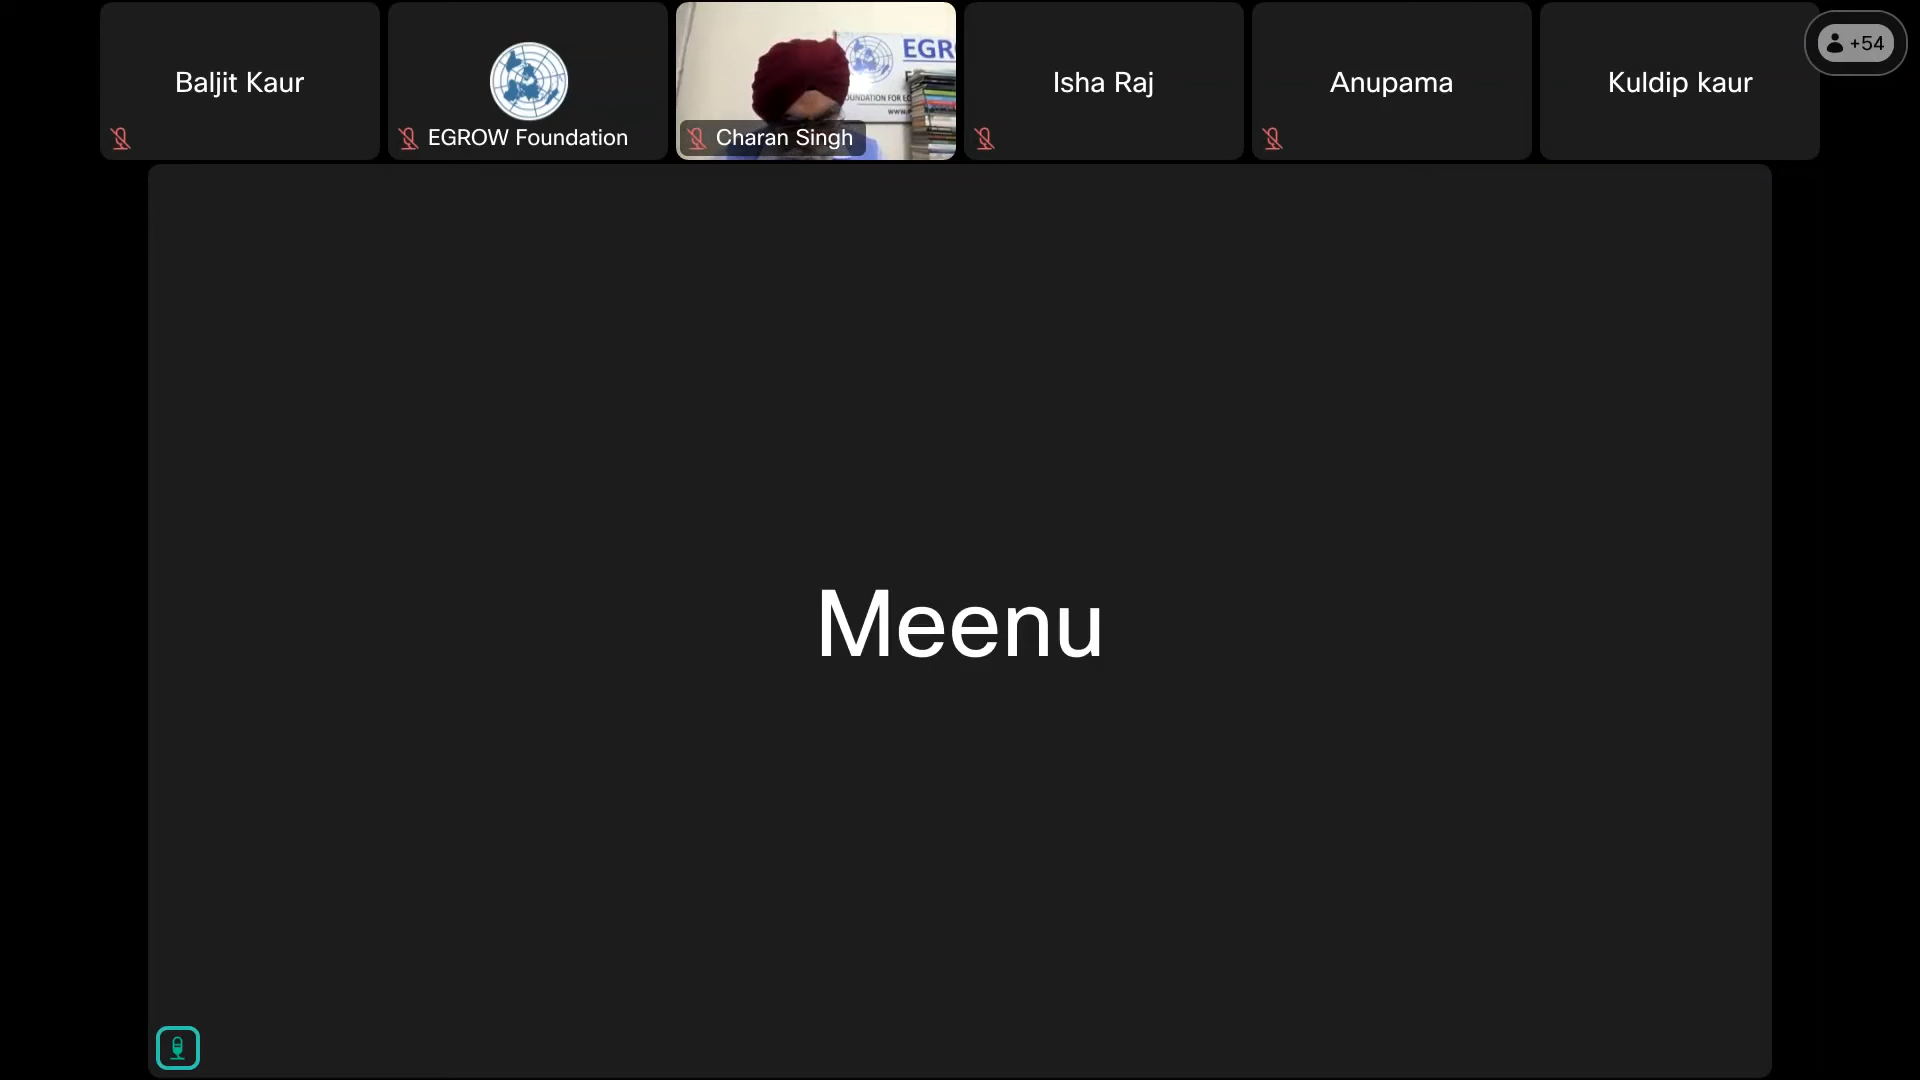 Baljit Kaur
EGROW Foundation
EGR
Charan Singh
Isha Raj
Anupama
Kuldip kaur
+54
Meenu